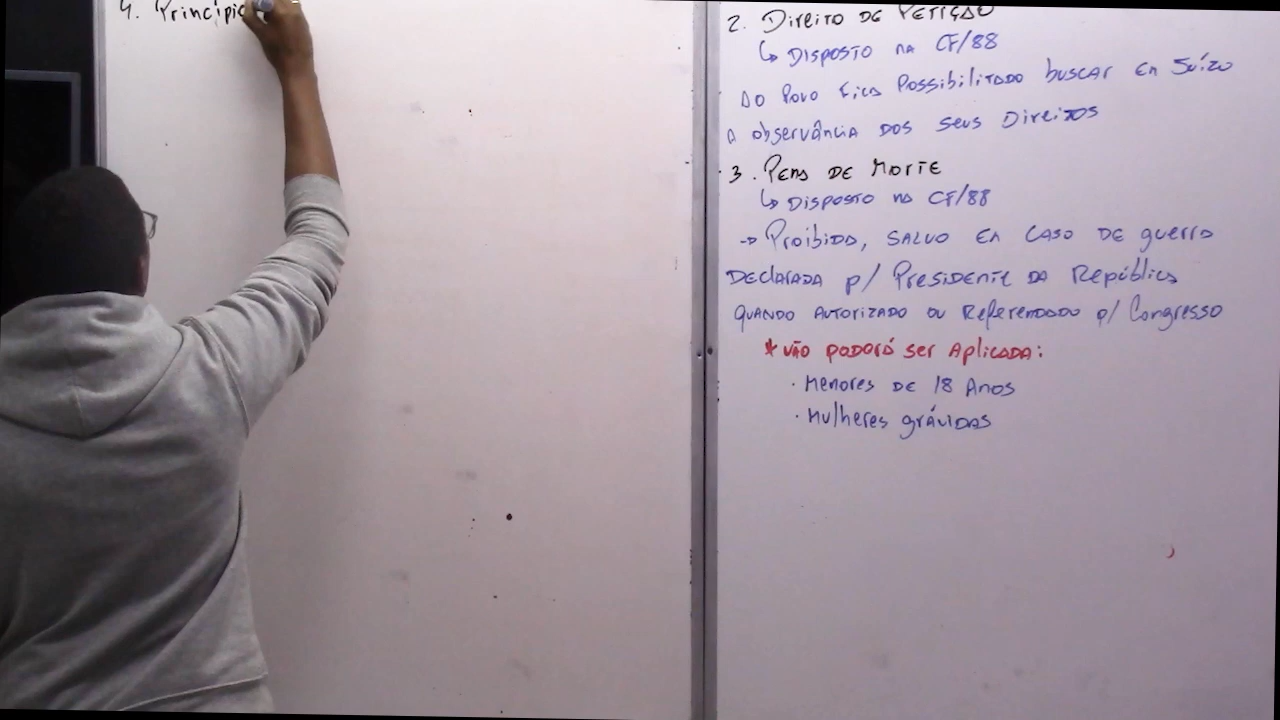 4. Princípio
2. Direito de Petição
↳ Disposto na CF/88
Ao Povo fica Possibilitado buscar em Juízo
a observância dos seus Direitos
3. Pena de Morte
↳ Disposto na CF/88
→ Proibida, salvo em caso de guerra
Declarada p/ Presidente da República
quando autorizado ou Referendado p/ Congresso
* Não poderá ser Aplicada:
· Menores de 18 Anos
· Mulheres grávidas